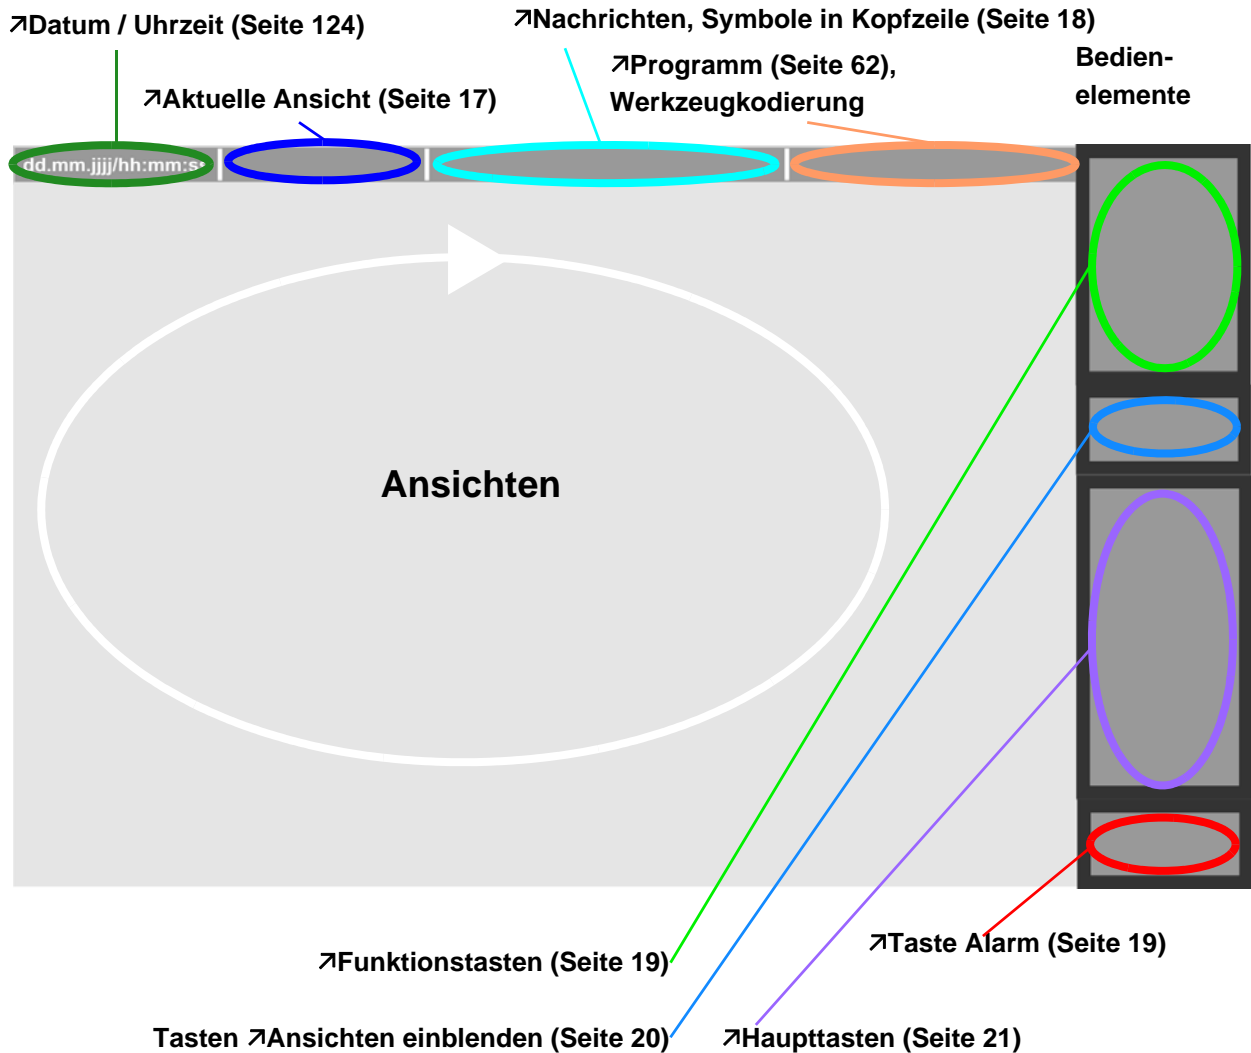 ↗Datum / Uhrzeit (Seite 124)
↗Nachrichten, Symbole in Kopfzeile (Seite 18)
↗Programm (Seite 62),
Werkzeugkodierung
Bedien-
elemente
↗Aktuelle Ansicht (Seite 17)
dd.mm.jjjj/hh:mm:s
Ansichten
↗Taste Alarm (Seite 19)
↗Funktionstasten (Seite 19)
Tasten ↗Ansichten einblenden (Seite 20)
↗Haupttasten (Seite 21)